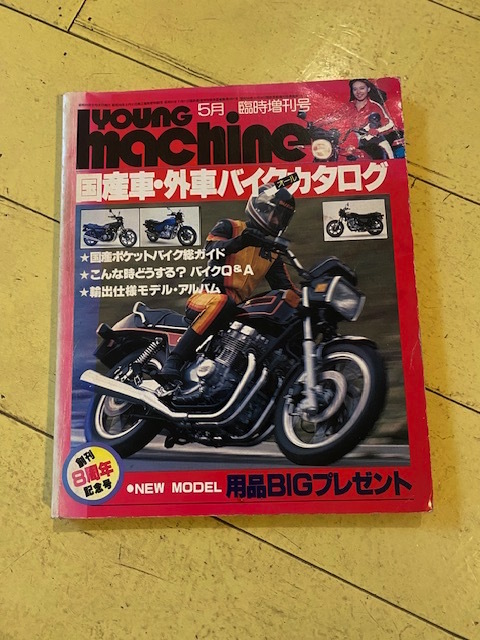 5月 臨時増刊号
YOUNG
machine
国産車・外車バイクオールカタログ
★国産ポケットバイク総ガイド
★こんな時どうする? バイクQ&A
★輸出仕様モデル・アルバム
創刊
8周年
記念号
●NEW MODEL 用品BIGプレゼント